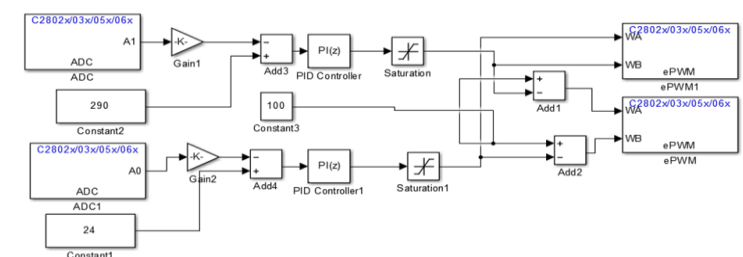 C2802x/03x/05x/06x
A1
ADC
ADC
-K-
Gain1
290
Constant2
−
+
Add3
PI(z)
PID Controller
Saturation
100
Constant3
+
−
Add1
C2802x/03x/05x/06x
WA
WB
ePWM
ePWM1
C2802x/03x/05x/06x
WA
WB
ePWM
ePWM
C2802x/03x/05x/06x
A0
ADC
ADC1
-K-
Gain2
24
Constant1
−
+
Add4
PI(z)
PID Controller1
Saturation1
+
−
Add2